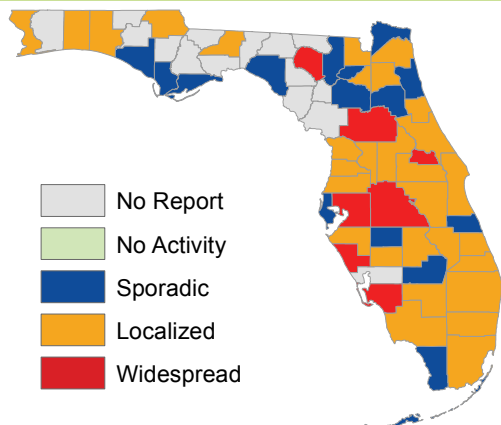 No Report
No Activity
Sporadic
Localized
Widespread